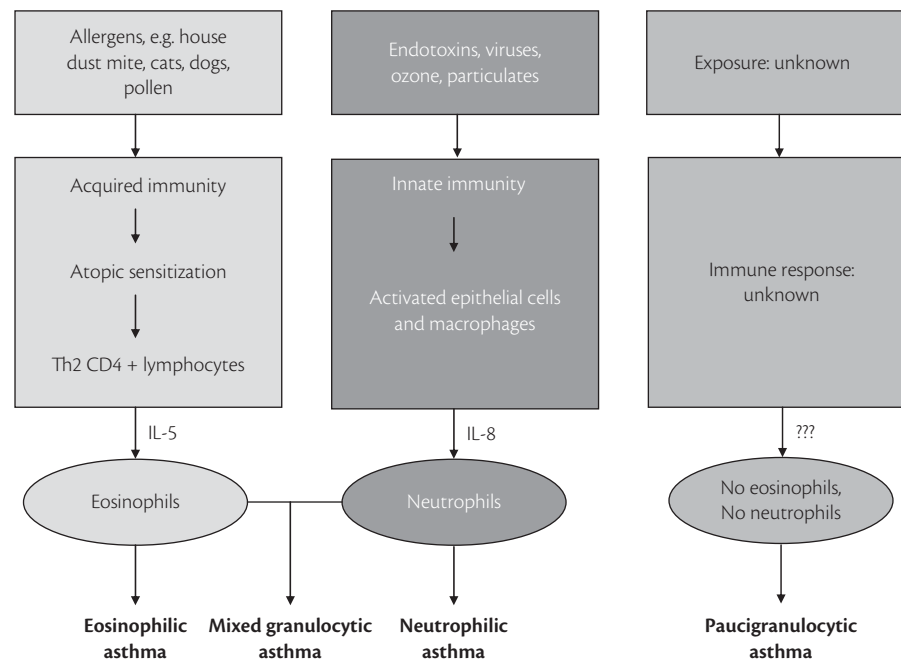 Allergens, e.g. house
dust mite, cats, dogs,
pollen
Endotoxins, viruses,
ozone, particulates
Exposure: unknown
Acquired immunity
Atopic sensitization
Th2 CD4 + lymphocytes
Innate immunity
Activated epithelial cells
and macrophages
Immune response:
unknown
IL-5
IL-8
???
Eosinophils
Neutrophils
No eosinophils,
No neutrophils
Eosinophilic
asthma
Mixed granulocytic
asthma
Neutrophilic
asthma
Paucigranulocytic
asthma